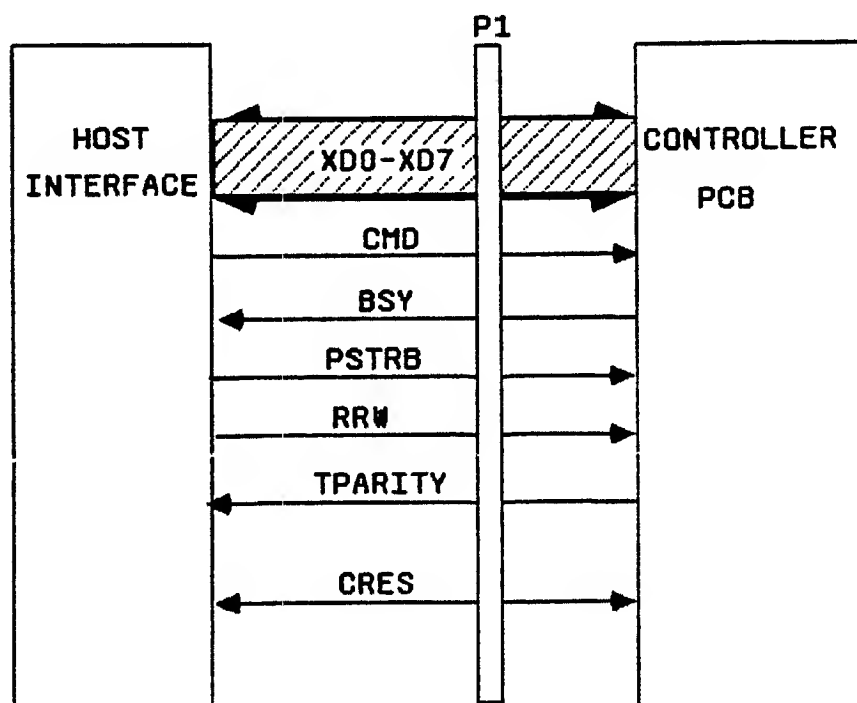 P1
HOST
INTERFACE
XD0-XD7
CONTROLLER
PCB
CMD
BSY
PSTRB
RRW
TPARITY
CRES